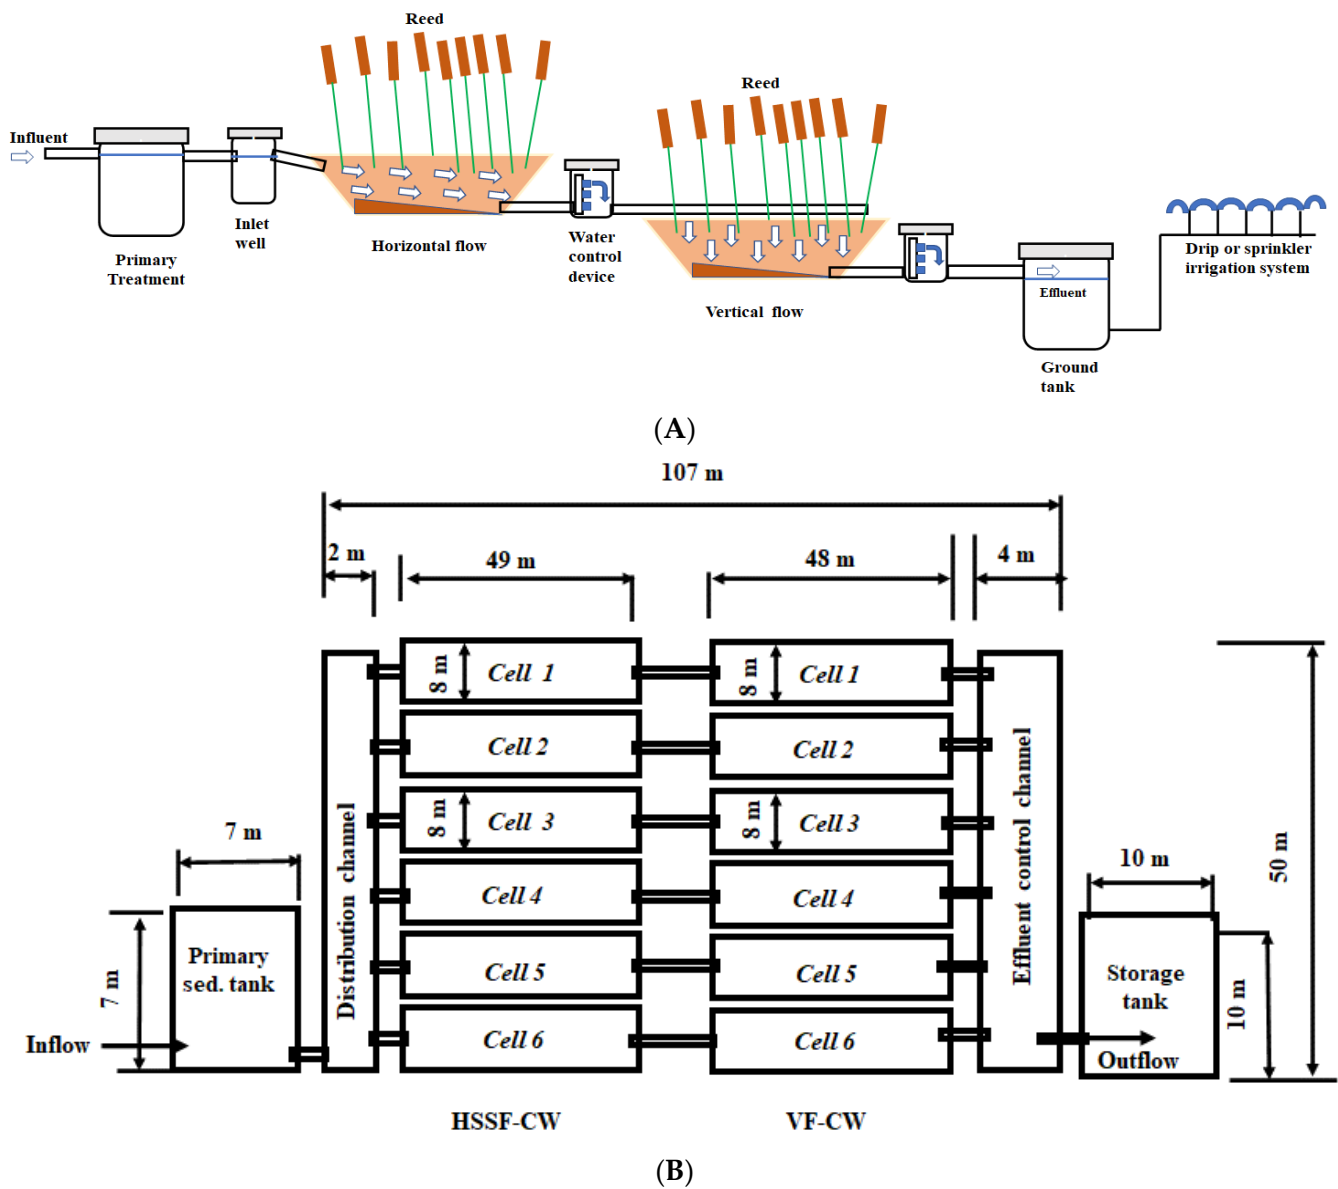 Reed
Influent
Inlet
well
Primary
Treatment
Horizontal flow
Water
control
device
Reed
Vertical flow
Effluent
Ground
tank
Drip or sprinkler
irrigation system
(A)
107 m
2 m
49 m
48 m
4 m
8 m
Cell 1
8 m
Cell 1
Cell 2
Cell 2
8 m
Cell 3
8 m
Cell 3
Cell 4
Cell 4
Cell 5
Cell 5
Cell 6
Cell 6
7 m
7 m
Primary
sed. tank
Inflow
Distribution channel
Effluent control channel
10 m
50 m
Storage
tank
10 m
Outflow
HSSF-CW
VF-CW
(B)